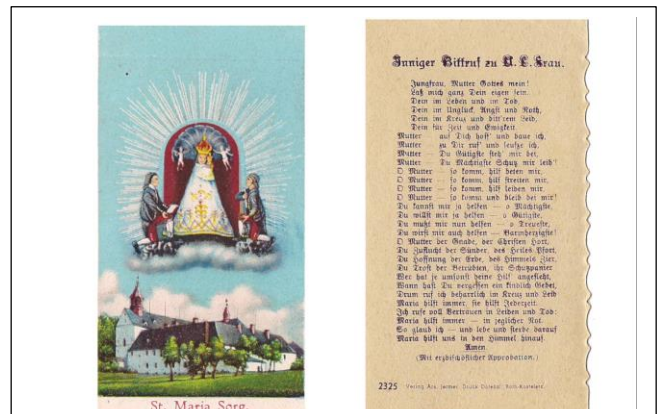 St. Maria Sorg.
Inniger Bittruf zu U. L. Frau.
Jungfrau, Mutter Gottes mein!
Laß mich ganz Dein eigen sein.
Dein im Leben und im Tod.
Dein im Unglück, Angst und Noth,
Dein im Kreuz und bitt'rem Leid,
Dein für Zeit und Ewigkeit.
Mutter — auf Dich hoff' und baue ich,
Mutter — zu Dir ruf' und seufze ich,
Mutter — Du Gütigste steh' mir bei,
Mutter — Du Mächtigste Schutz mir leih!
O Mutter — so komm, hilf beten mir,
O Mutter — so komm, hilf streiten mir,
O Mutter — so komm, hilf leiden mir,
O Mutter — so komm und bleib bei mir!
Du kannst mir ja helfen — o Mächtigste,
Du willst mir ja helfen — o Gütigste,
Du mußt mir nun helfen — o Treueste,
Du wirst mir auch helfen — Barmherzigste!
O Mutter der Gnade, der Christen Hort,
Du Zuflucht der Sünder, des Heiles Pfort,
Du Hoffnung der Erde, des Himmels Zier,
Du Trost der Betrübten, ihr Schutzpanier
Wer hat je umsonst deine Hilf' angefleht,
Wann hast Du vergessen ein kindlich Gebet,
Drum ruf ich beharrlich im Kreuz und Leid
Maria hilft immer, sie hilft Jederzeit.
Ich rufe voll Vertrauen in Leiden und Tod:
Maria hilft immer — in jeglicher Not.
So glaub ich — und lebe und sterbe darauf
Maria hilft uns in den Himmel hinauf.
Amen.
(Mit erzbischöflicher Approbation.)
2325 Verlag